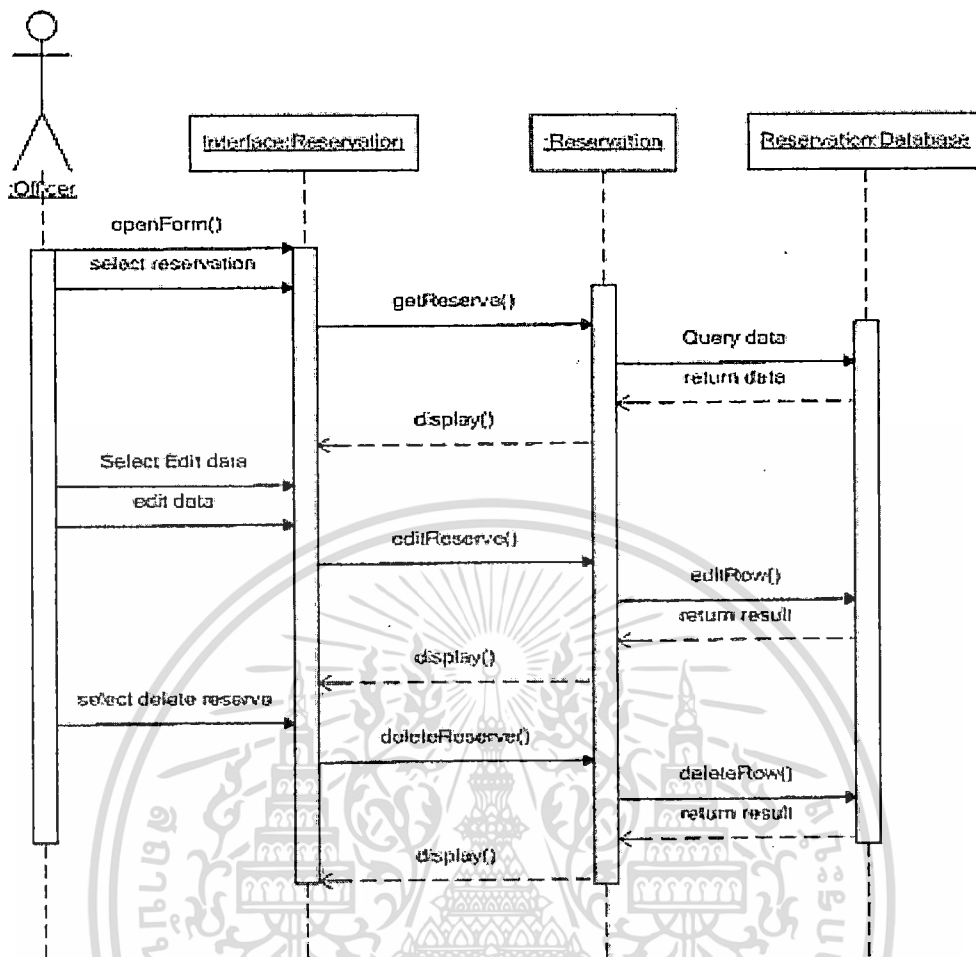 :Officer
Interface:Reservation
:Reservation
Reservation:Database
openForm()
select reservation
getReserve()
Query data
return data
display()
Select Edit data
edit data
editReserve()
editRow()
return result
display()
select delete reserve
deleteReserve()
deleteRow()
return result
display()